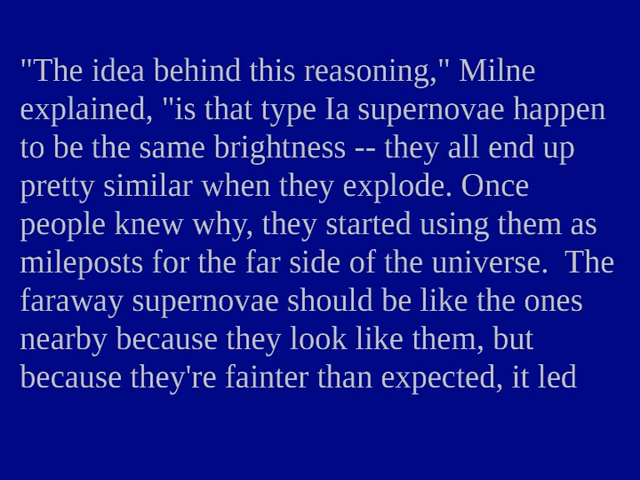 "The idea behind this reasoning," Milne
explained, "is that type Ia supernovae happen
to be the same brightness -- they all end up
pretty similar when they explode. Once
people knew why, they started using them as
mileposts for the far side of the universe.  The
faraway supernovae should be like the ones
nearby because they look like them, but
because they're fainter than expected, it led